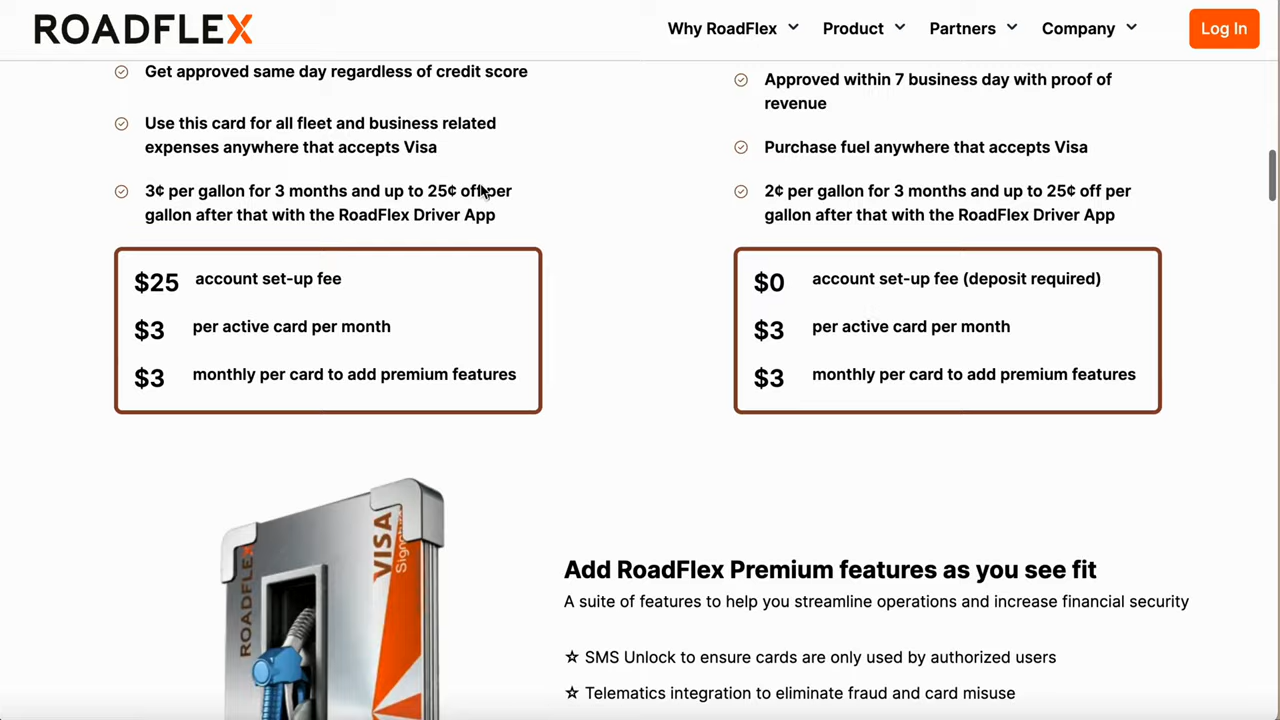 ROADFLEX
Why RoadFlex
Product
Partners
Company
Log In
Get approved same day regardless of credit score
Use this card for all fleet and business related
expenses anywhere that accepts Visa
3¢ per gallon for 3 months and up to 25¢ off per
gallon after that with the RoadFlex Driver App
$25 account set-up fee
$3 per active card per month
$3 monthly per card to add premium features
Approved within 7 business day with proof of
revenue
Purchase fuel anywhere that accepts Visa
2¢ per gallon for 3 months and up to 25¢ off per
gallon after that with the RoadFlex Driver App
$0 account set-up fee (deposit required)
$3 per active card per month
$3 monthly per card to add premium features
ROADFLEX
VISA
Signature
Add RoadFlex Premium features as you see fit
A suite of features to help you streamline operations and increase financial security
☆ SMS Unlock to ensure cards are only used by authorized users
☆ Telematics integration to eliminate fraud and card misuse